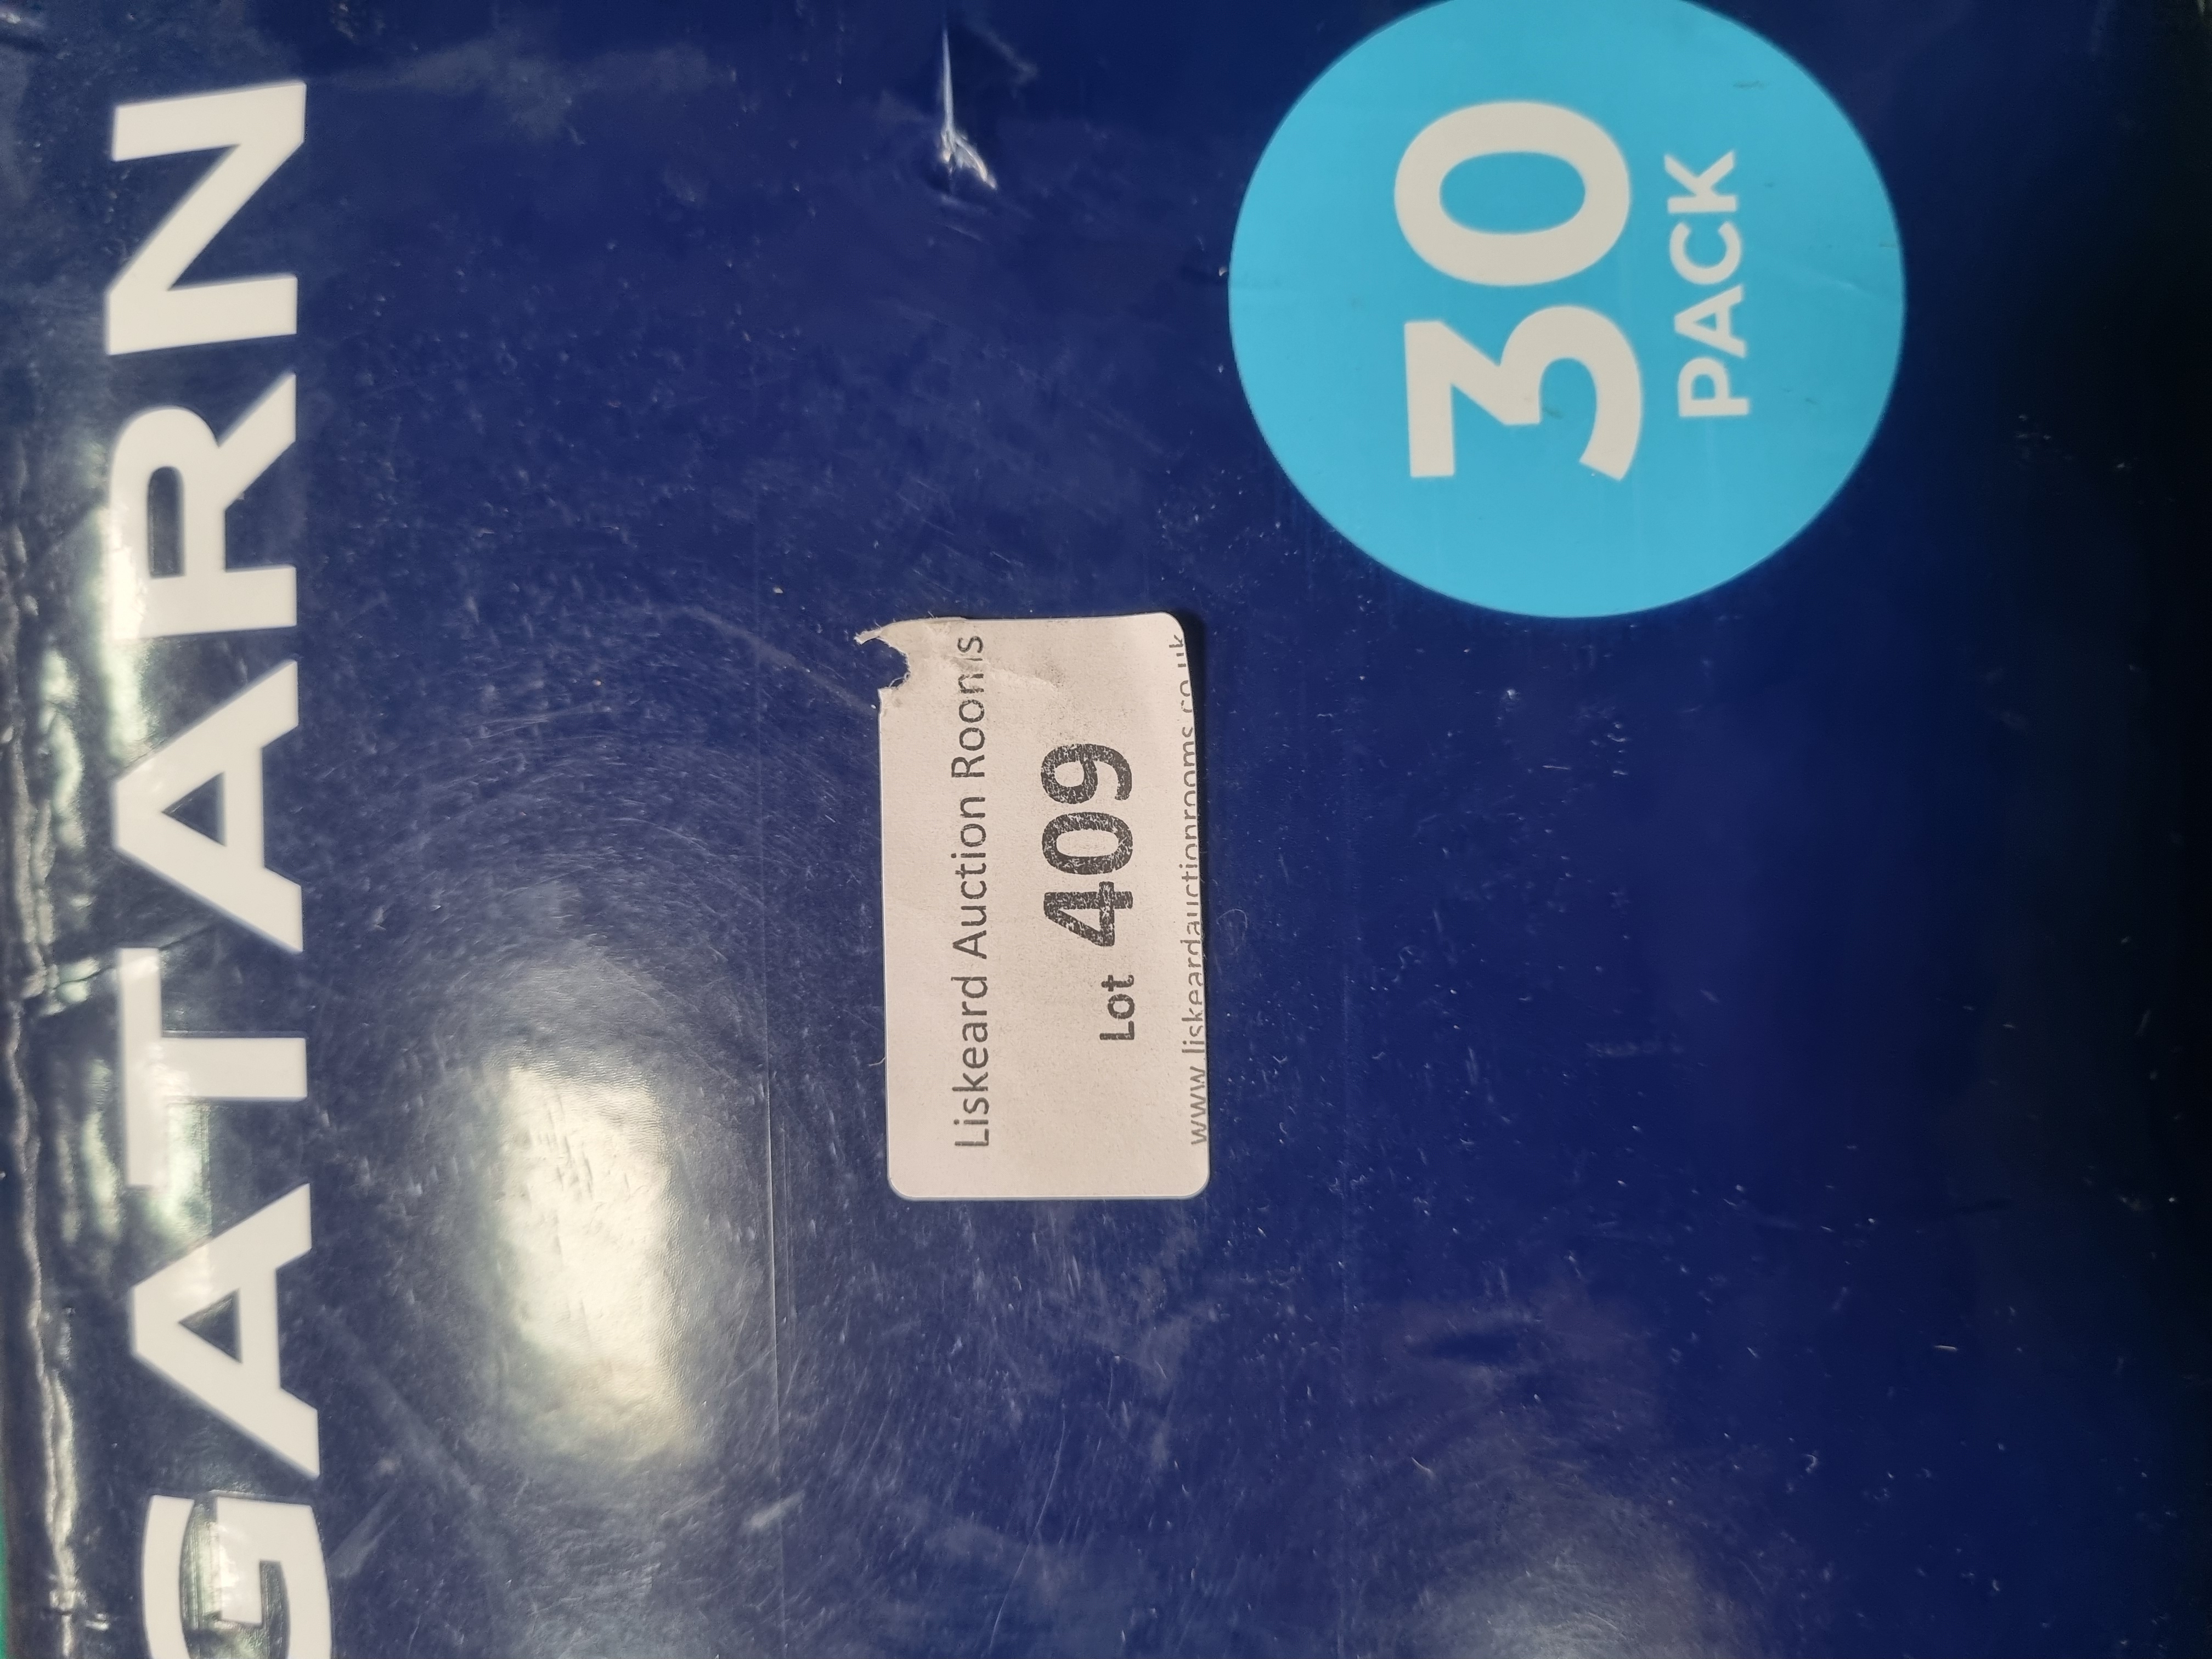 GATARN
Liskeard Auction Rooms
Lot 409
www.liskeardauctionrooms.co.uk
30
PACK